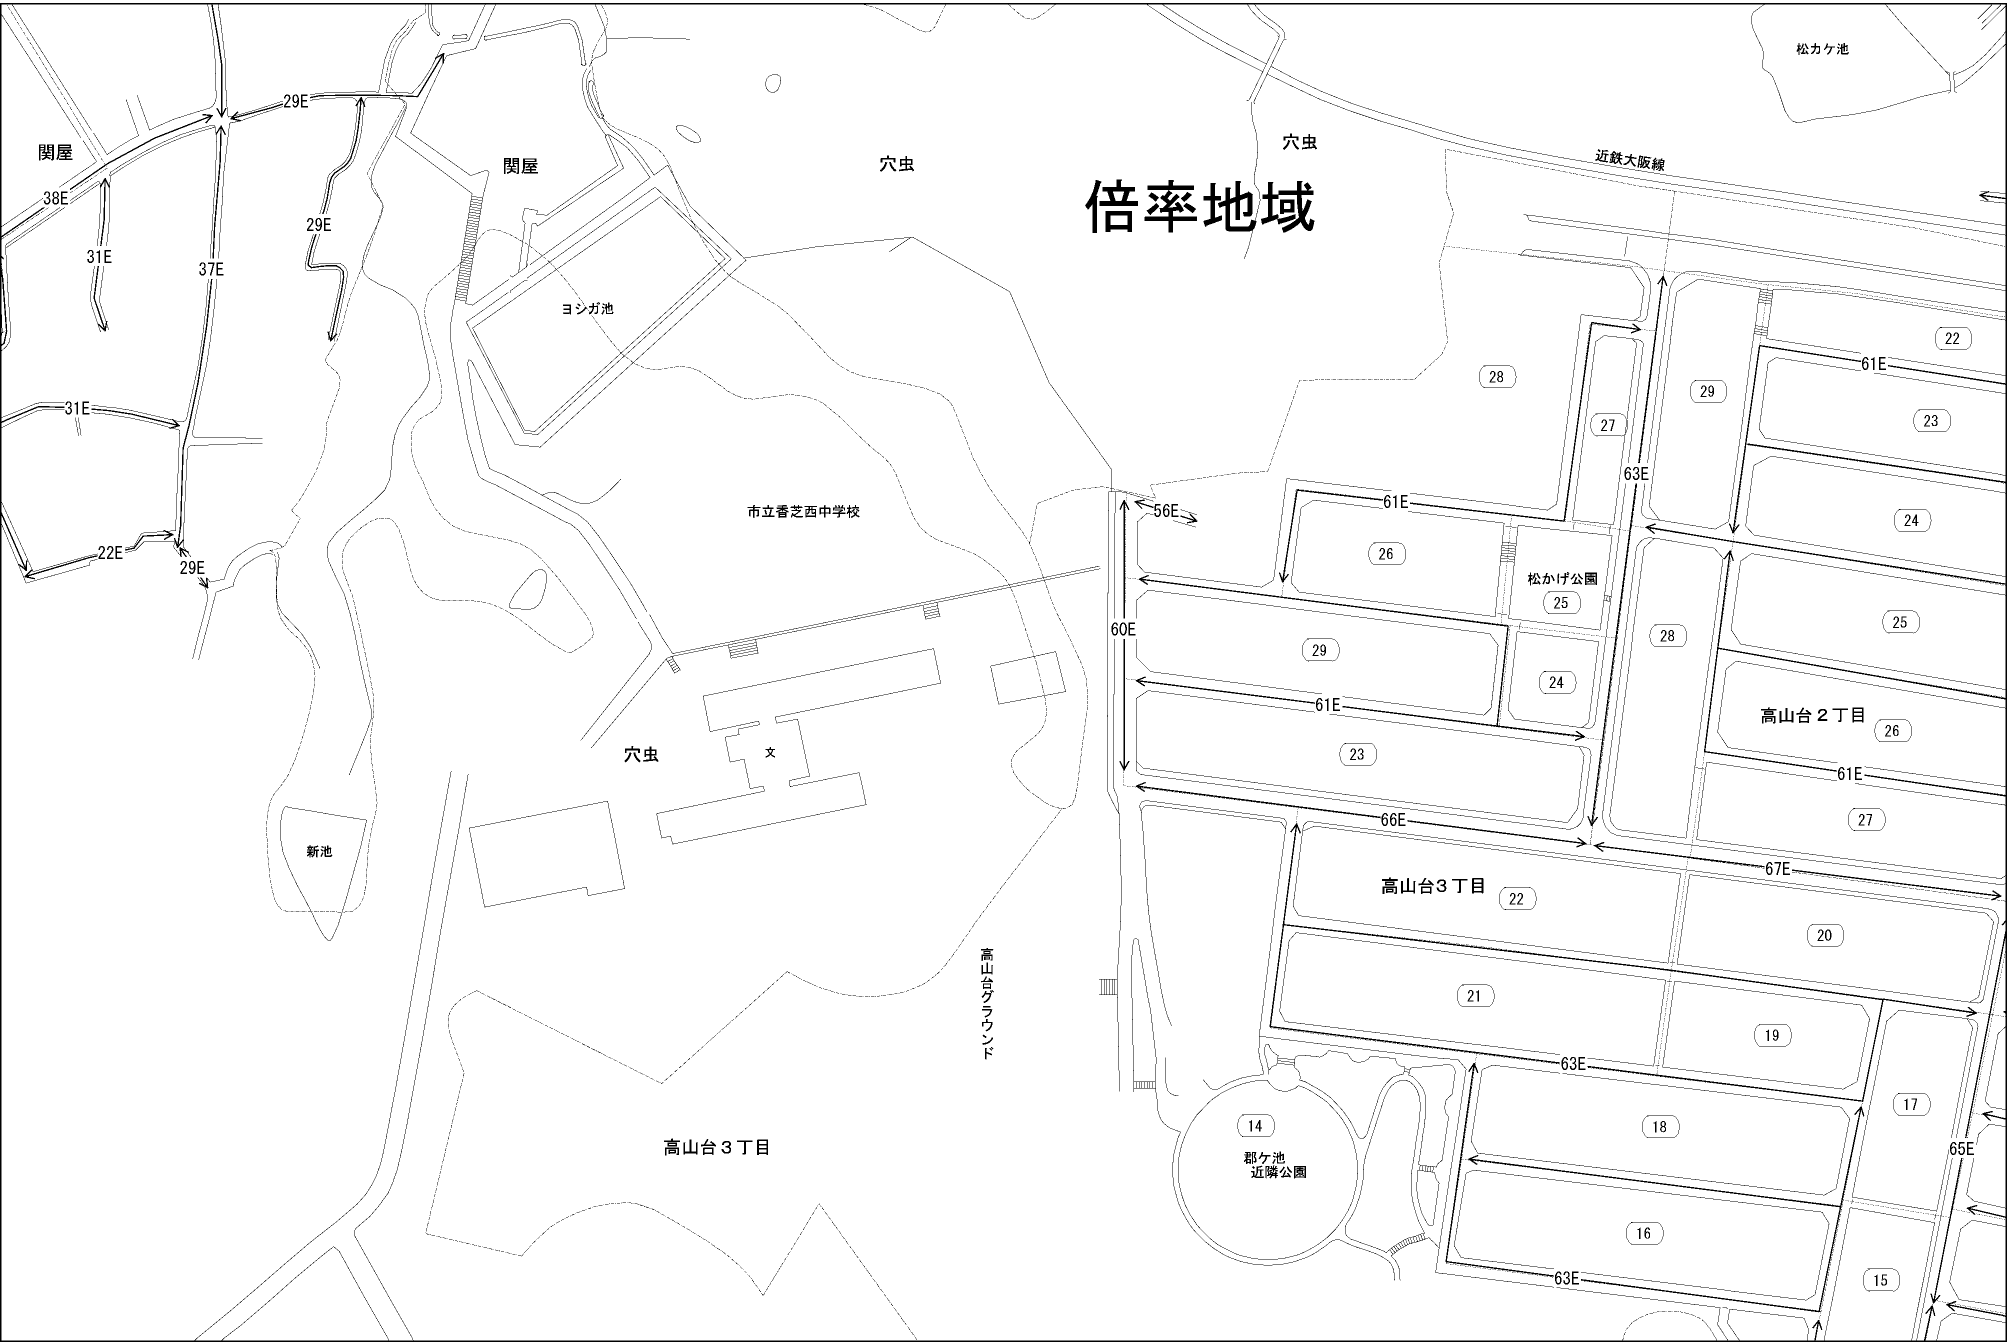 松カケ池
29E
関屋
関屋
穴虫
穴虫
近鉄大阪線
倍率地域
38E
29E
31E
37E
ヨシガ池
22
61E
28
29
27
23
31E
63E
61E
56E
24
市立香芝西中学校
22E
29E
26
松かげ公園
25
25
60E
29
28
24
61E
高山台2丁目
26
穴虫
文
23
61E
66E
27
新池
67E
高山台3丁目
22
20
高山台グラウンド
21
19
63E
17
14
18
高山台3丁目
65E
郡ケ池
近隣公園
16
63E
15